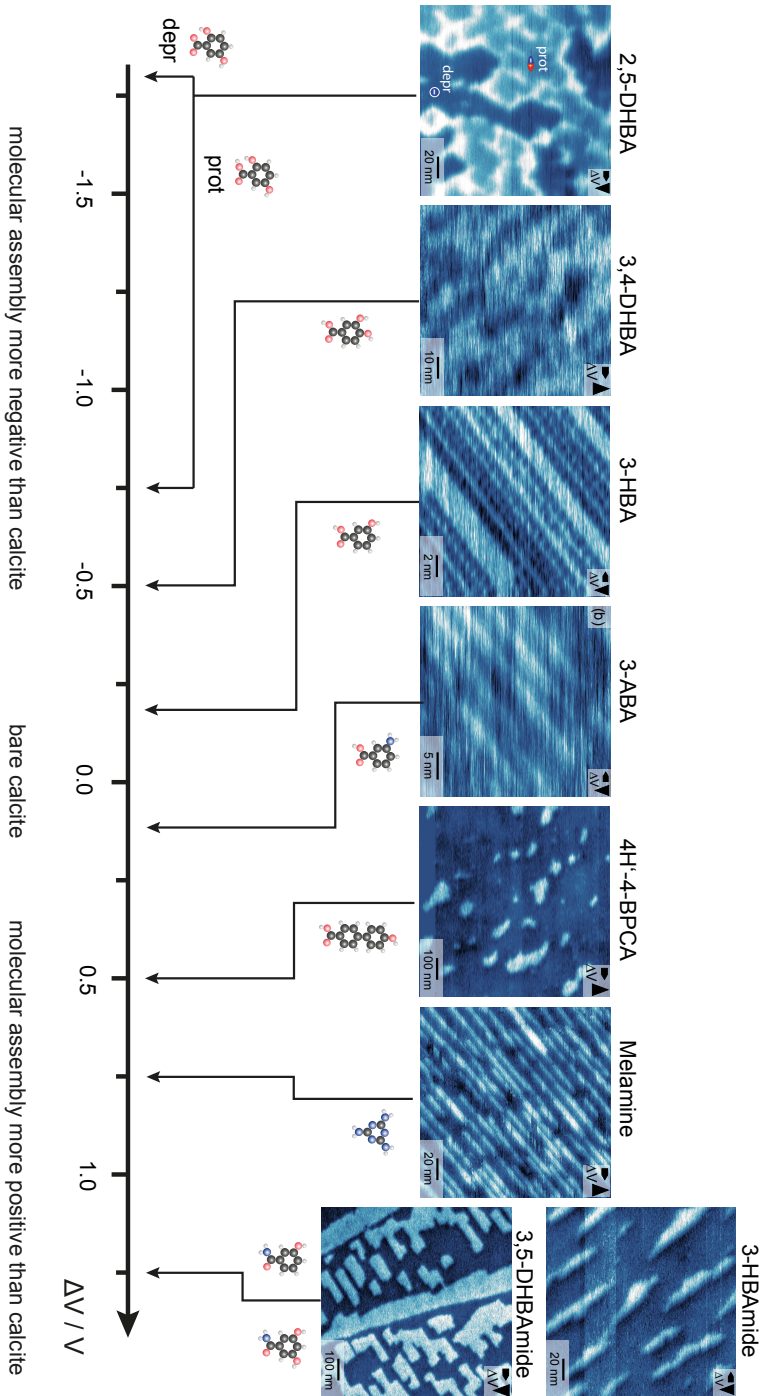 2,5-DHBA
prot
depr
⊖
ΔV
20 nm
3,4-DHBA
ΔV
10 nm
3-HBA
ΔV
2 nm
3-ABA
(b)
ΔV
5 nm
4H'-4-BPCA
ΔV
100 nm
Melamine
ΔV
20 nm
3-HBAmide
20 nm
3,5-DHBAmide
100 nm
depr
prot
-1.5
-1.0
-0.5
0.0
0.5
1.0
ΔV / V
molecular assembly more negative than calcite
bare calcite
molecular assembly more positive than calcite